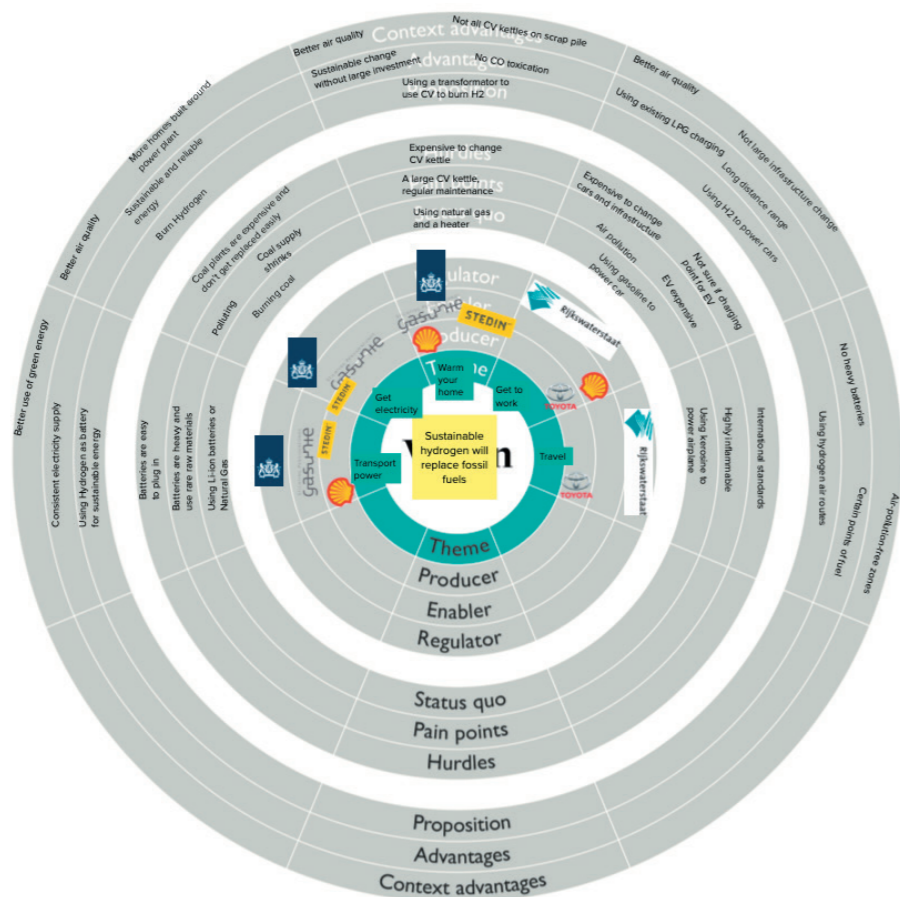 Context advantages
Not all CV kettles on scrap pile
Better air quality
Advantages
No CO toxication
Sustainable change
without large investment
Using a transformator to
use CV to burn H2
Hurdles
Expensive to change
CV kettle
A large CV kettle,
regular maintenance
Using natural gas
and a heater
Regulator
Gasunie
STEDIN
Producer
Theme
Warm
your
home
Better air quality
Not large infrastructure change
Using existing LPG charging
Long distance range
Using H2 to power cars
Expensive to change
cars and infrastructure
Not sure if charging
point for EV
Air pollution
EV expensive
Using gasoline to
power car
Rijkswaterstaat
TOYOTA
Get to
work
Air-pollution-free zones
No heavy batteries
Certain points of fuel
Using hydrogen air routes
International standards
Highly inflammable
Using kerosine to
power airplane
Rijkswaterstaat
TOYOTA
Travel
More homes built around
power plant
Better air quality
Sustainable and reliable
energy
Burn Hydrogen
Coal plants are expensive and
don't get replaced easily
Coal supply
shrinks
Polluting
Burning coal
Gasunie
STEDIN
Get
electricity
Better use of green energy
Consistent electricity supply
Using Hydrogen as battery
for sustainable energy
Batteries are easy
to plug in
Batteries are heavy and
use rare raw materials
Using Li-ion batteries or
Natural Gas
Gasunie
STEDIN
Transport
power
Sustainable
hydrogen will
replace fossil
fuels
Theme
Producer
Enabler
Regulator
Status quo
Pain points
Hurdles
Proposition
Advantages
Context advantages